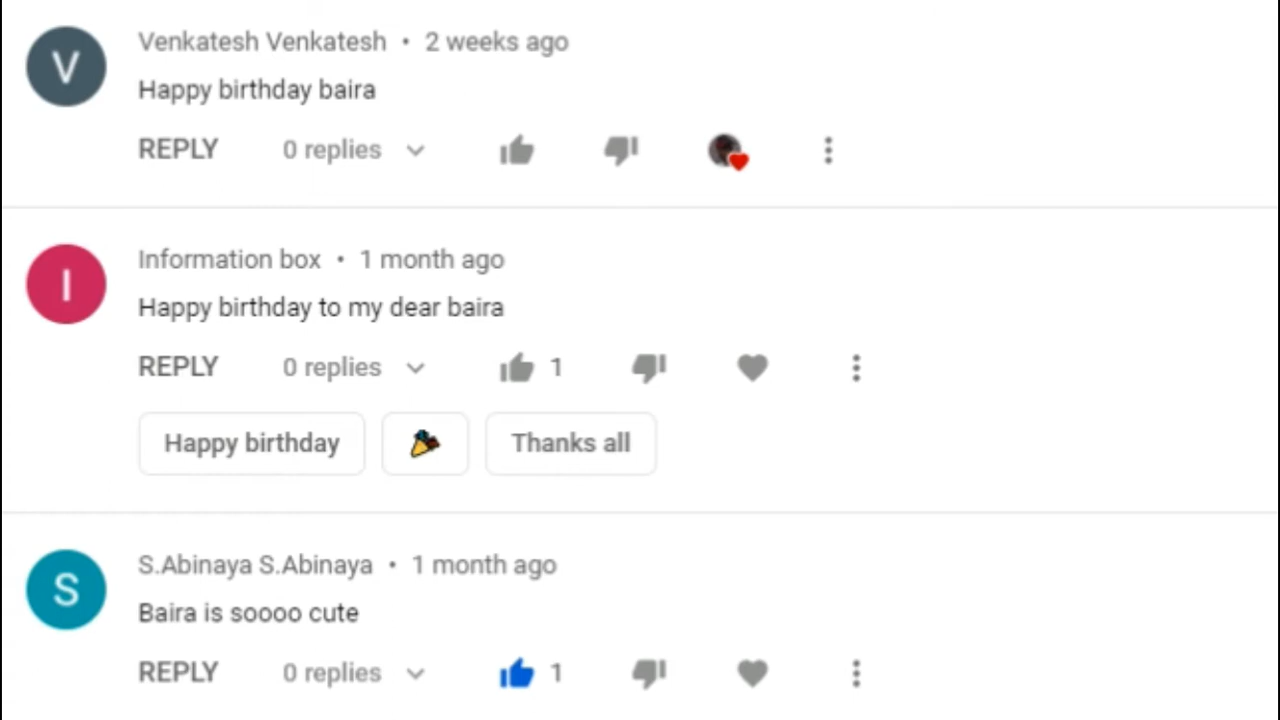 V
Venkatesh Venkatesh • 2 weeks ago
Happy birthday baira
REPLY 0 replies
I
Information box • 1 month ago
Happy birthday to my dear baira
REPLY 0 replies 1
Happy birthday Thanks all
S
S.Abinaya S.Abinaya • 1 month ago
Baira is soooo cute
REPLY 0 replies 1